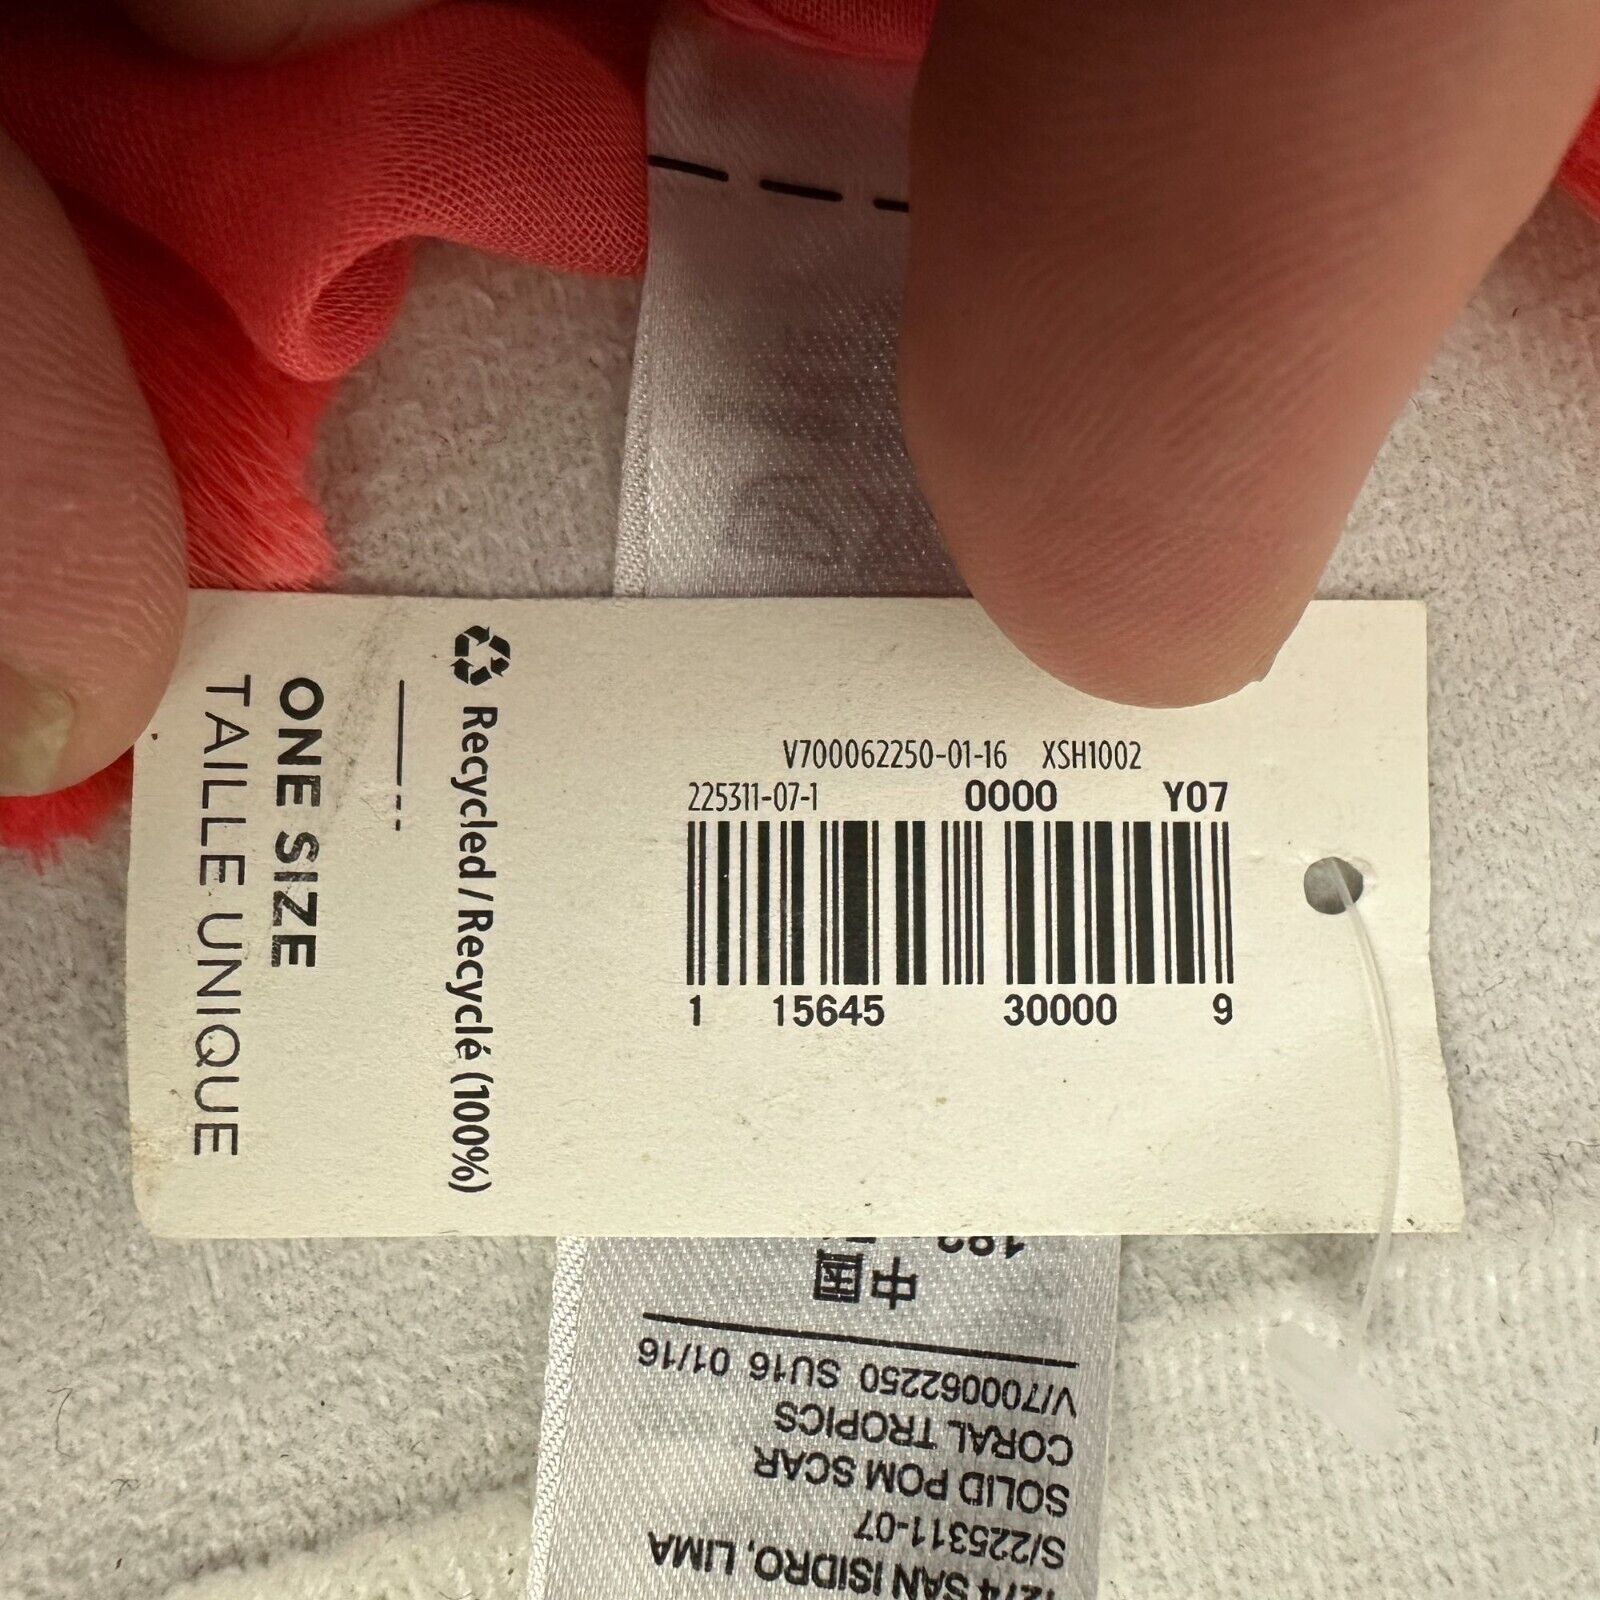 V700062250-01-16 XSH1002
225311-07-1 0000 Y07
1 15645 30000 9
Recycled/Recyclé (100%)
ONE SIZE
TAILLE UNIQUE
SAN ISIDRO, LIMA
S/225311-07
SOLID POM SCAR
CORAL TROPICS
V/700062250 SU16 01/16
中国